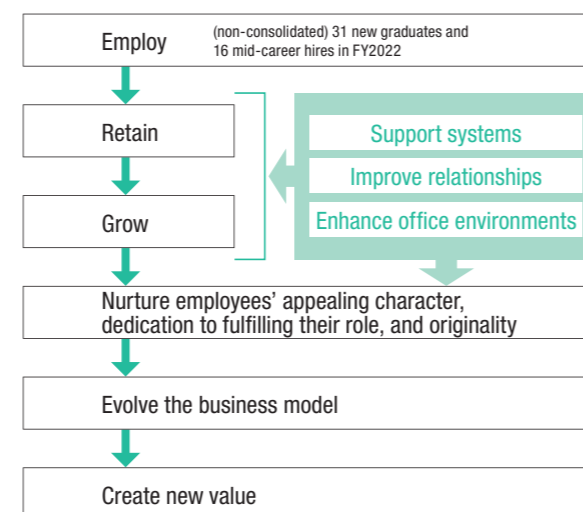 Employ
(non-consolidated) 31 new graduates and
16 mid-career hires in FY2022
Retain
Grow
Support systems
Improve relationships
Enhance office environments
Nurture employees’ appealing character,
dedication to fulfilling their role, and originality
Evolve the business model
Create new value